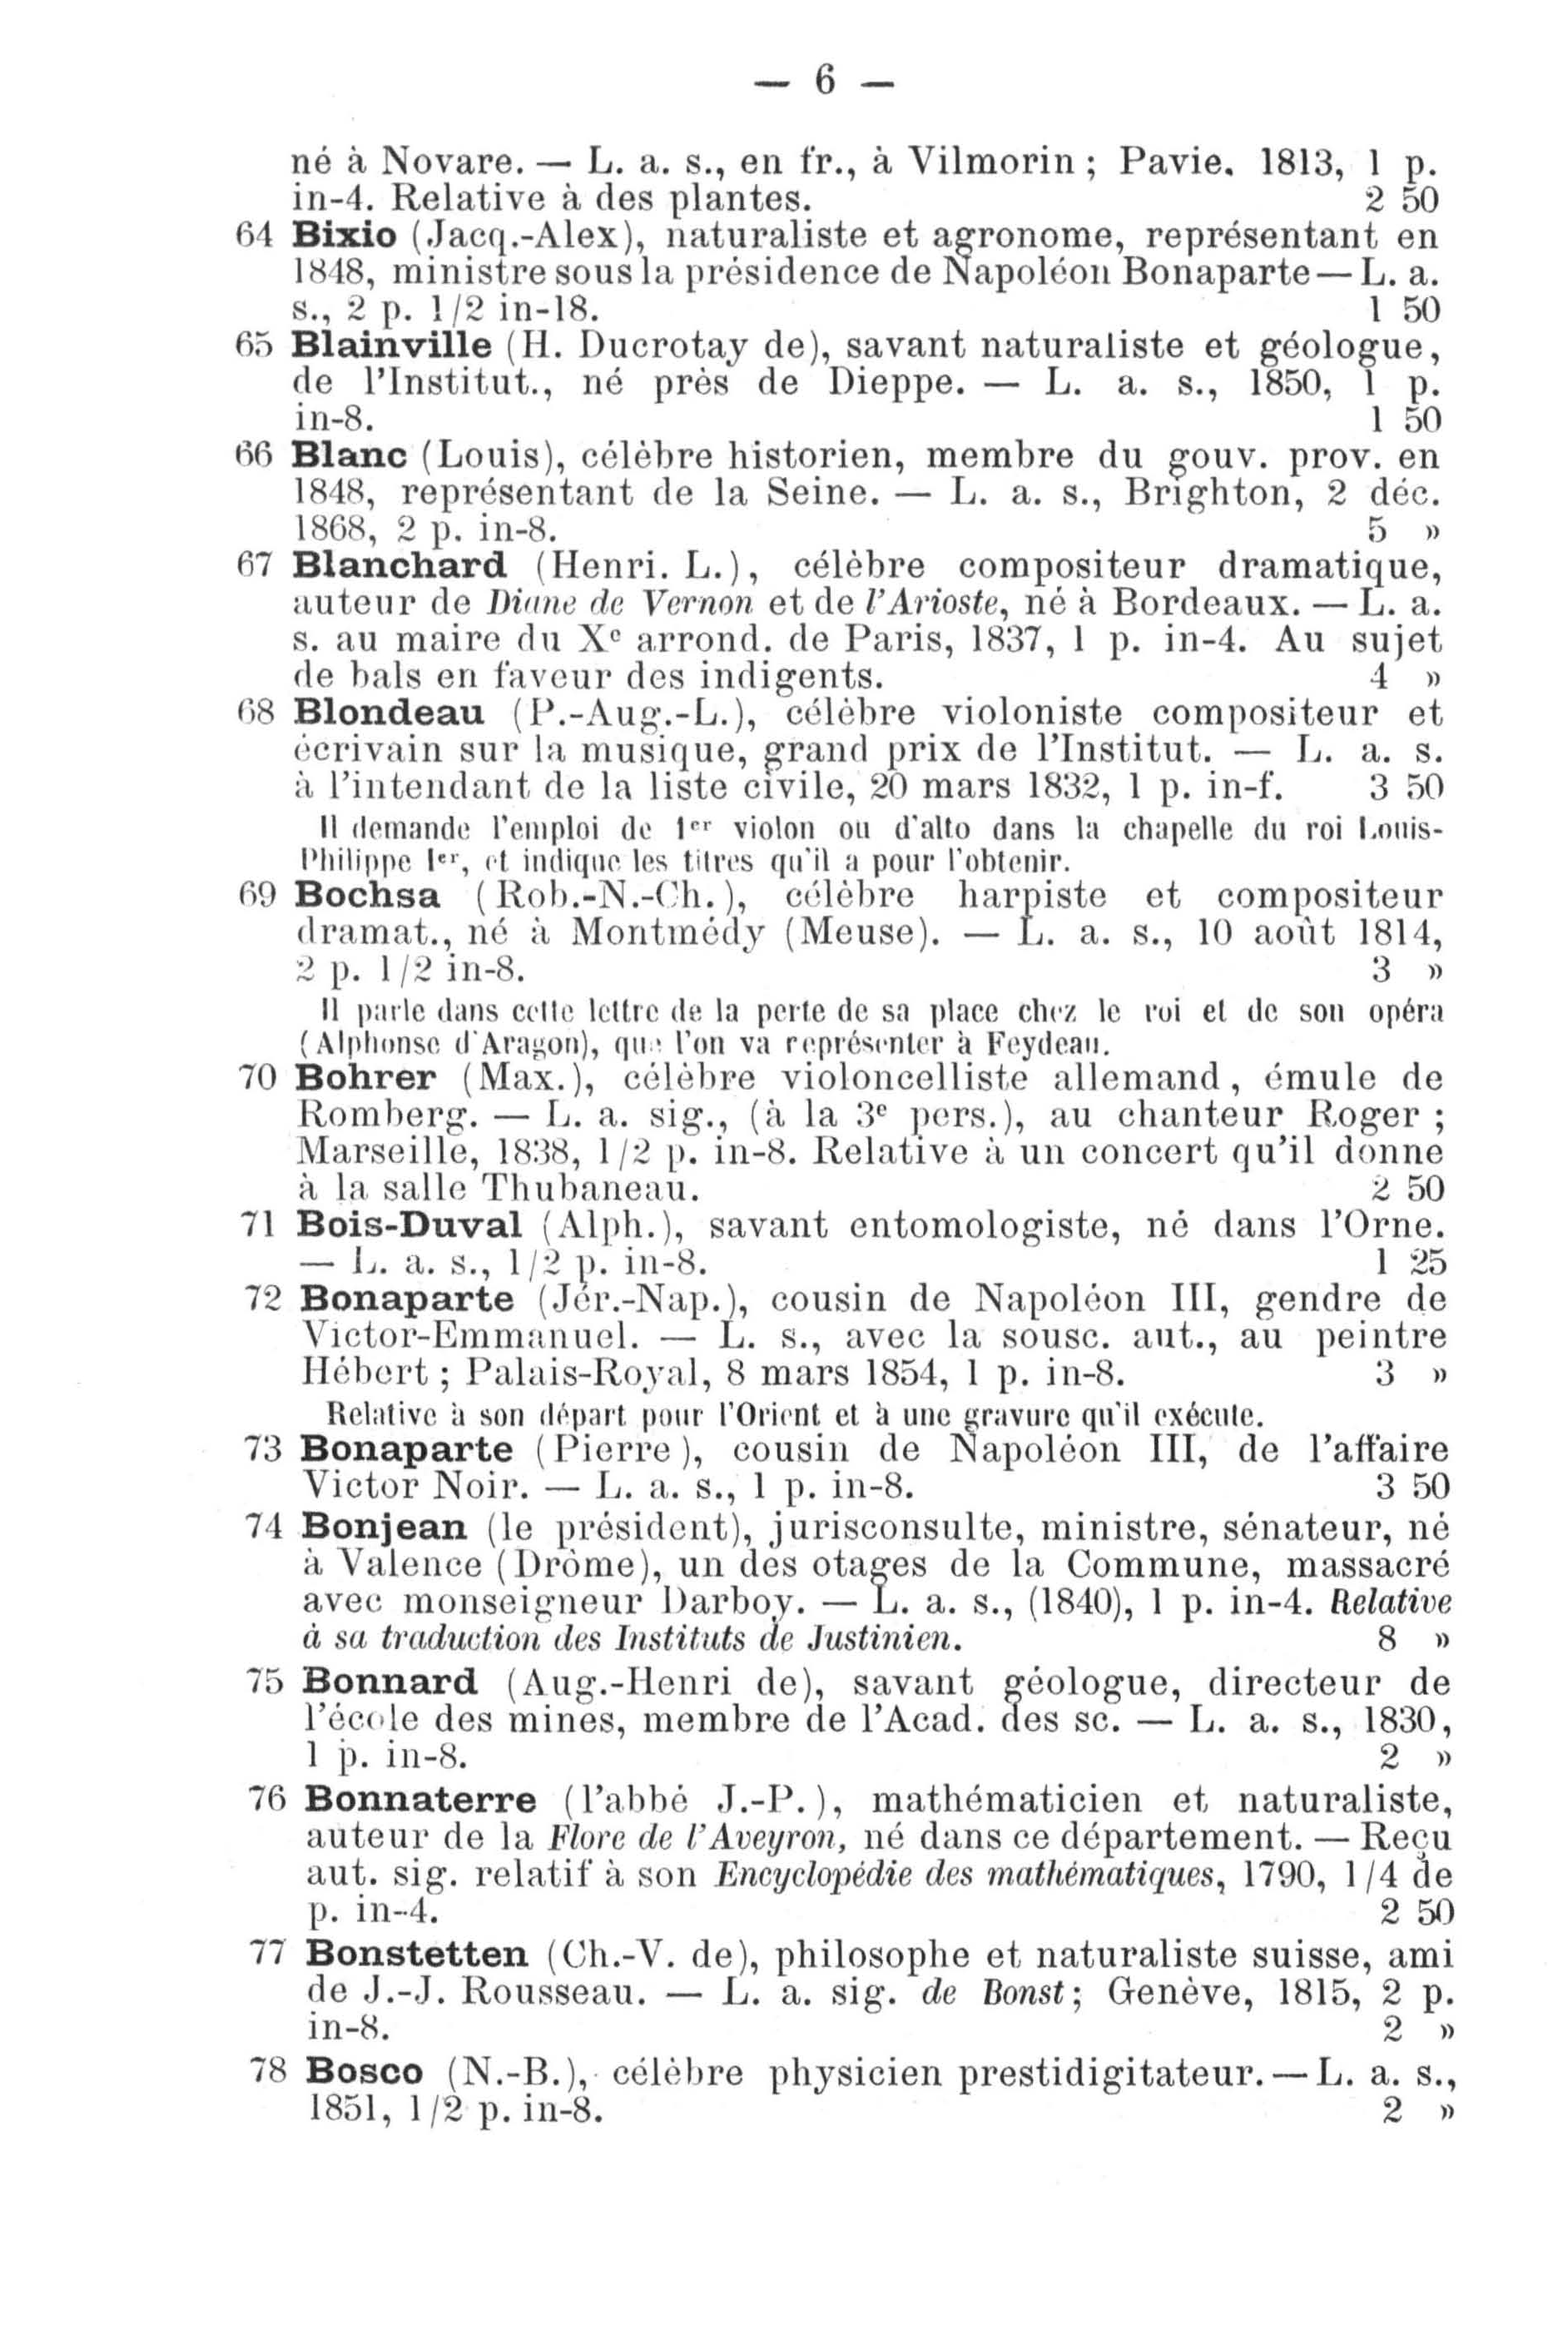 — 6 —
né à Novare. — L. a. s., en fr., à Vilmorin ; Pavie. 1813, 1 p.
in-4. Relative à des plantes. 2 50
64 Bixio (Jacq.-Alex), naturaliste et agronome, représentant en
1848, ministre sous la présidence de Napoléon Bonaparte — L. a.
s., 2 p. 1/2 in-18. 1 50
65 Blainville (H. Ducrotay de), savant naturaliste et géologue,
de l'Institut., né près de Dieppe. — L. a. s., 1850, 1 p.
in-8. 1 50
66 Blanc (Louis), célèbre historien, membre du gouv. prov. en
1848, représentant de la Seine. — L. a. s., Brighton, 2 déc.
1868, 2 p. in-8. 5 »
67 Blanchard (Henri. L.), célèbre compositeur dramatique,
auteur de Diane de Vernon et de l'Arioste, né à Bordeaux. — L. a.
s. au maire du Xe arrond. de Paris, 1837, 1 p. in-4. Au sujet
de bals en faveur des indigents. 4 »
68 Blondeau (P.-Aug.-L.), célèbre violoniste compositeur et
écrivain sur la musique, grand prix de l'Institut. — L. a. s.
à l'intendant de la liste civile, 20 mars 1832, 1 p. in-f. 3 50
Il demande l'emploi de 1er violon ou d'alto dans la chapelle du roi Louis-
Philippe Ier, et indique les titres qu'il a pour l'obtenir.
69 Bochsa (Rob.-N.-Ch.), célèbre harpiste et compositeur
dramat., né à Montmédy (Meuse). — L. a. s., 10 août 1814,
2 p. 1/2 in-8. 3 »
Il parle dans cette lettre de la perte de sa place chez le roi et de son opéra
(Alphonse d'Aragon), que l'on va représenter à Feydeau.
70 Bohrer (Max.), célèbre violoncelliste allemand, émule de
Romberg. — L. a. sig., (à la 3e pers.), au chanteur Roger ;
Marseille, 1838, 1/2 p. in-8. Relative à un concert qu'il donne
à la salle Thubaneau. 2 50
71 Bois-Duval (Alph.), savant entomologiste, né dans l'Orne.
— L. a. s., 1/2 p. in-8. 1 25
72 Bonaparte (Jér.-Nap.), cousin de Napoléon III, gendre de
Victor-Emmanuel. — L. s., avec la sousc. aut., au peintre
Hébert ; Palais-Royal, 8 mars 1854, 1 p. in-8. 3 »
Relative à son départ pour l'Orient et à une gravure qu'il exécute.
73 Bonaparte (Pierre), cousin de Napoléon III, de l'affaire
Victor Noir. — L. a. s., 1 p. in-8. 3 50
74 Bonjean (le président), jurisconsulte, ministre, sénateur, né
à Valence (Drôme), un des otages de la Commune, massacré
avec monseigneur Darboy. — L. a. s., (1840), 1 p. in-4. Relative
à sa traduction des Instituts de Justinien. 8 »
75 Bonnard (Aug.-Henri de), savant géologue, directeur de
l'école des mines, membre de l'Acad. des sc. — L. a. s., 1830,
1 p. in-8. 2 »
76 Bonnaterre (l'abbé J.-P.), mathématicien et naturaliste,
auteur de la Flore de l'Aveyron, né dans ce département. — Reçu
aut. sig. relatif à son Encyclopédie des mathématiques, 1790, 1/4 de
p. in-4. 2 50
77 Bonstetten (Ch.-V. de), philosophe et naturaliste suisse, ami
de J.-J. Rousseau. — L. a. sig. de Bonst ; Genève, 1815, 2 p.
in-8. 2 »
78 Bosco (N.-B.), célèbre physicien prestidigitateur. — L. a. s.,
1851, 1/2 p. in-8. 2 »